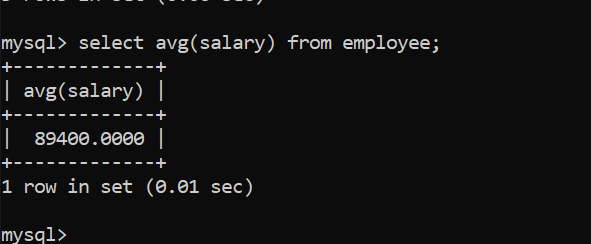 mysql> select avg(salary) from employee;
+-------------+
| avg(salary) |
+-------------+
|  89400.0000 |
+-------------+
1 row in set (0.01 sec)
mysql>